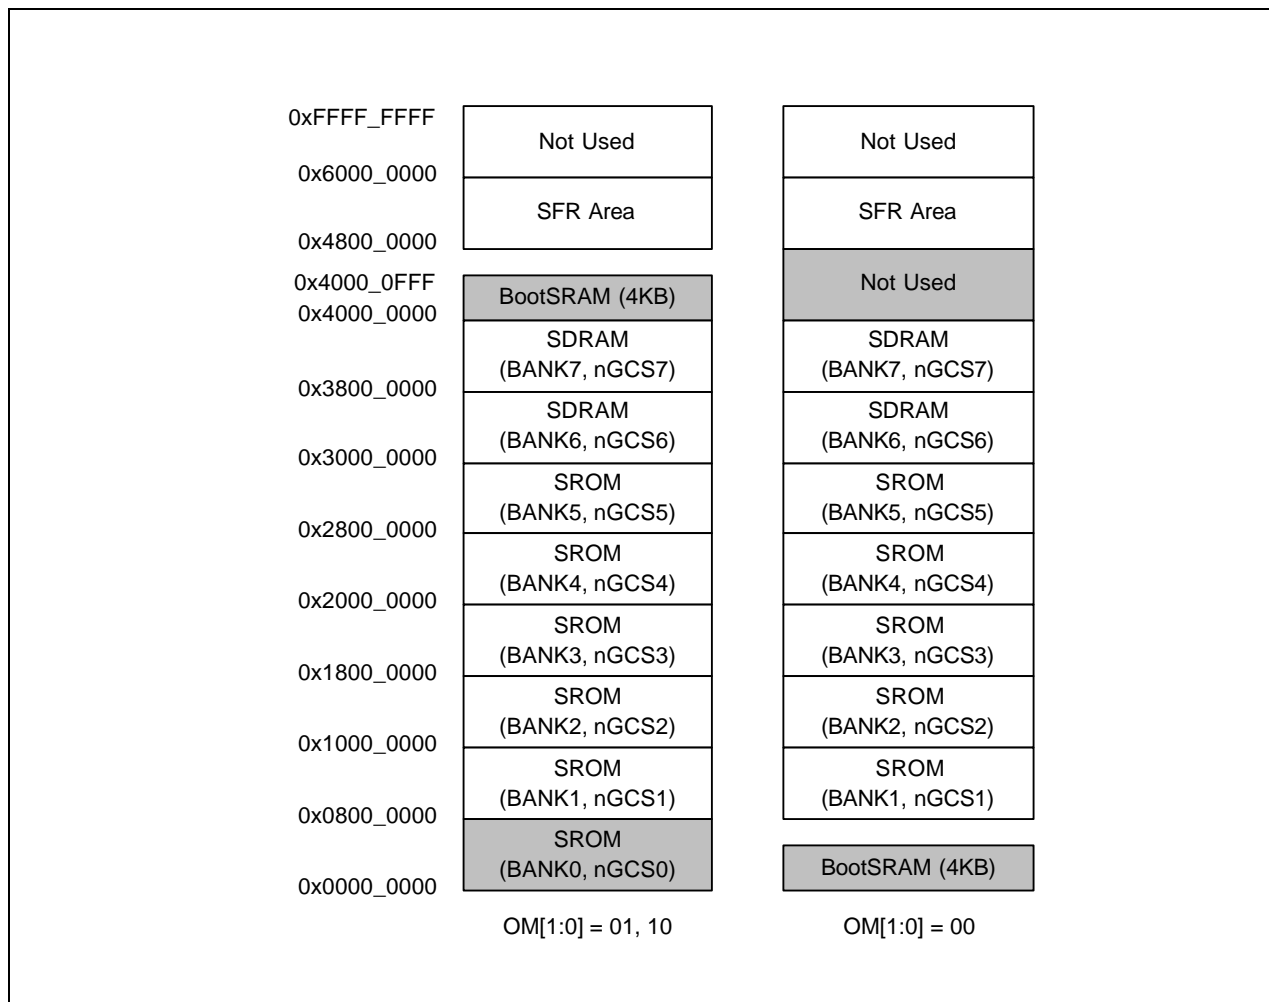 0xFFFF_FFFF
Not Used
Not Used
0x6000_0000
SFR Area
SFR Area
0x4800_0000
0x4000_0FFF
Not Used
BootSRAM (4KB)
0x4000_0000
SDRAM
(BANK7, nGCS7)
SDRAM
(BANK7, nGCS7)
0x3800_0000
SDRAM
(BANK6, nGCS6)
SDRAM
(BANK6, nGCS6)
0x3000_0000
SROM
(BANK5, nGCS5)
SROM
(BANK5, nGCS5)
0x2800_0000
SROM
(BANK4, nGCS4)
SROM
(BANK4, nGCS4)
0x2000_0000
SROM
(BANK3, nGCS3)
SROM
(BANK3, nGCS3)
0x1800_0000
SROM
(BANK2, nGCS2)
SROM
(BANK2, nGCS2)
0x1000_0000
SROM
(BANK1, nGCS1)
SROM
(BANK1, nGCS1)
0x0800_0000
SROM
(BANK0, nGCS0)
BootSRAM (4KB)
0x0000_0000
OM[1:0] = 01, 10
OM[1:0] = 00